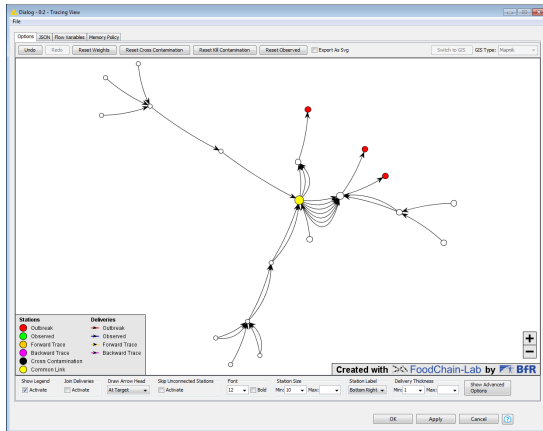 Dialog - 0:2 - Tracing View
File
Options JSON Flow Variables Memory Policy
Undo Redo Reset Weights Reset Cross Contamination Reset Kill Contamination Reset Observed Export As Svg Switch to GIS GIS Type: Mapnik
Stations Deliveries
Outbreak Outbreak
Observed Observed
Forward Trace Forward Trace
Backward Trace Backward Trace
Cross Contamination
Common Link
+
−
Created with FoodChain-Lab by BfR
Show Legend Join Deliveries Draw Arrow Head Skip Unconnected Stations Font Station Size Station Label Delivery Thickness
Activate Activate At Target Activate 12 Bold Min: 10 Max: Bottom Right Min: 1 Max: Show Advanced Options
OK Apply Cancel ?